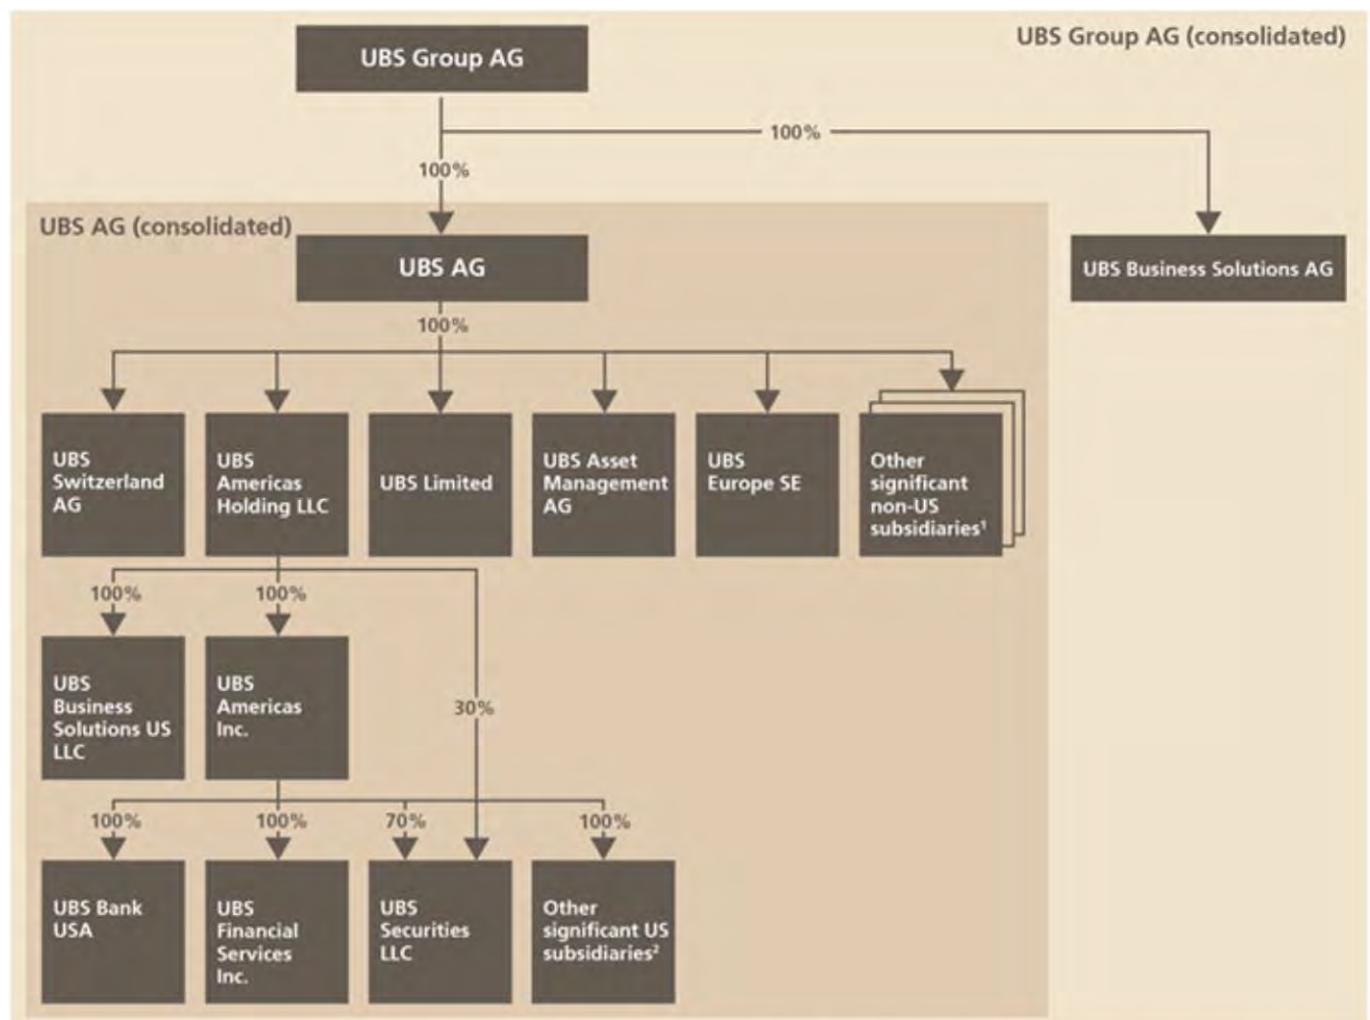 UBS Group AG (consolidated)
UBS Group AG
100%
100%
UBS AG (consolidated)
UBS AG
UBS Business Solutions AG
100%
UBS
Switzerland
AG
UBS
Americas
Holding LLC
UBS Limited
UBS Asset
Management
AG
UBS
Europe SE
Other
significant
non-US
subsidiaries¹
100%
100%
30%
UBS
Business
Solutions US
LLC
UBS
Americas
Inc.
100%
100%
70%
100%
UBS Bank
USA
UBS
Financial
Services
Inc.
UBS
Securities
LLC
Other
significant US
subsidiaries²